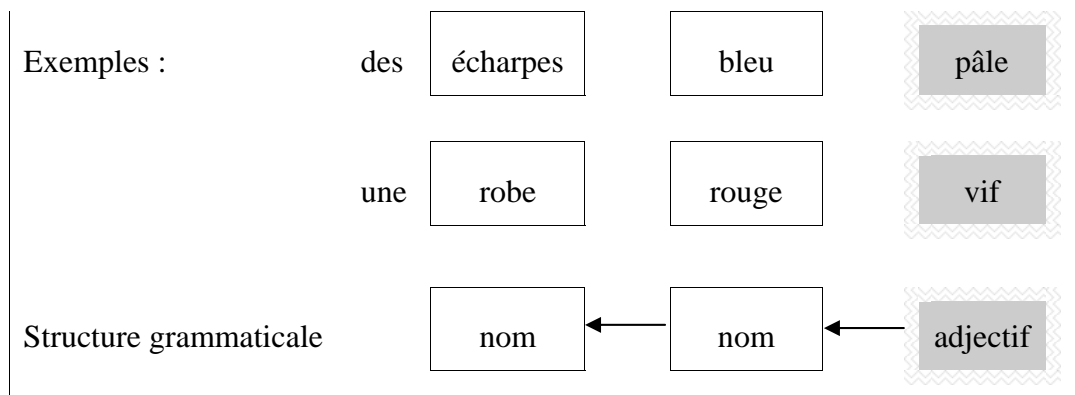 Exemples : des écharpes bleu pâle
une robe rouge vif
Structure grammaticale nom nom adjectif